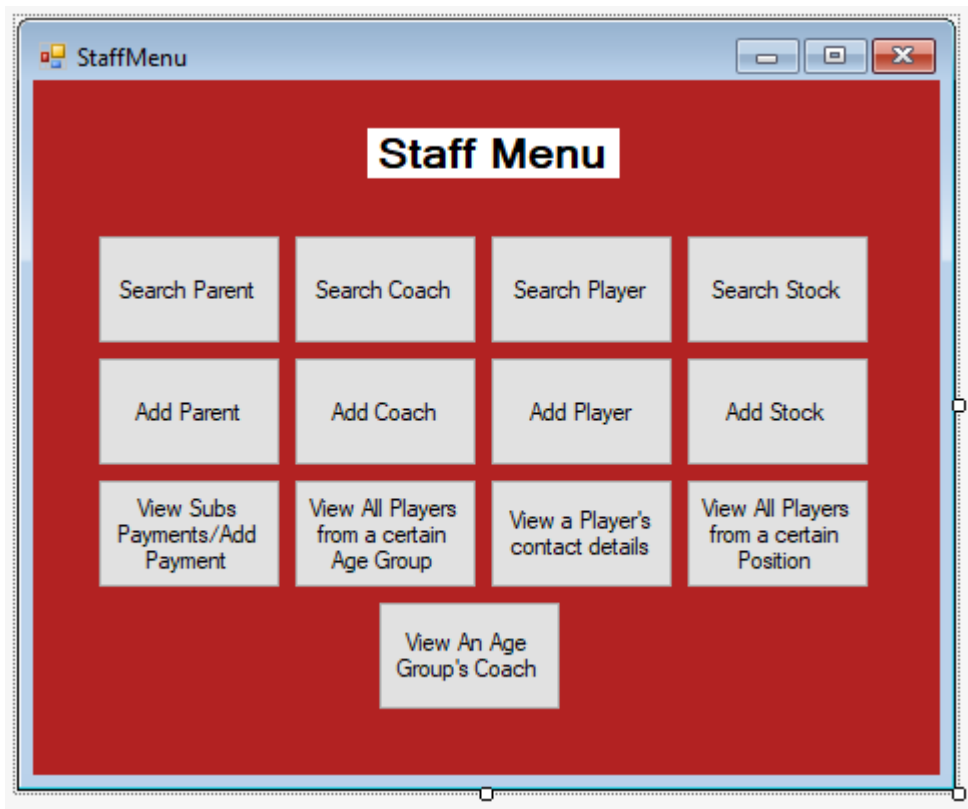 StaffMenu
Staff Menu
Search Parent
Search Coach
Search Player
Search Stock
Add Parent
Add Coach
Add Player
Add Stock
View Subs
Payments/Add
Payment
View All Players
from a certain
Age Group
View a Player's
contact details
View All Players
from a certain
Position
View An Age
Group's Coach